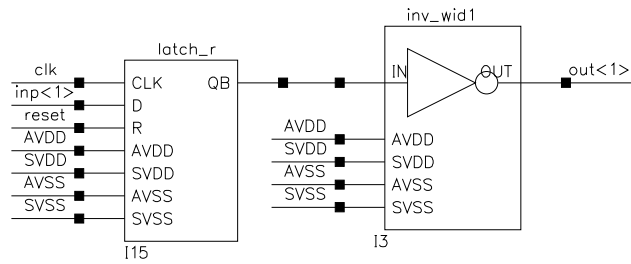 inv_wid1
latch_r
clk CLK QB IN OUT out<1>
inp<1> D
reset R AVDD
AVDD AVDD SVDD AVDD
SVDD SVDD AVSS SVDD
AVSS AVSS SVSS AVSS
SVSS SVSS SVSS
I15 I3